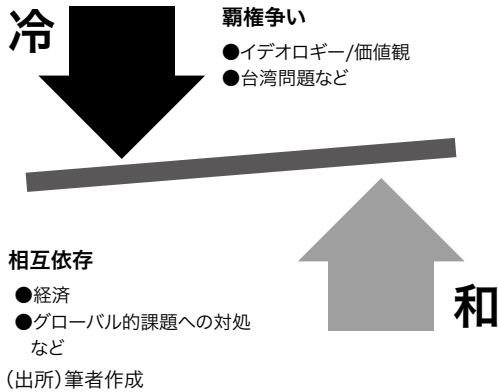 冷
覇権争い
●イデオロギー/価値観
●台湾問題など
相互依存
●経済
●グローバル的課題への対処
など
和
(出所)筆者作成